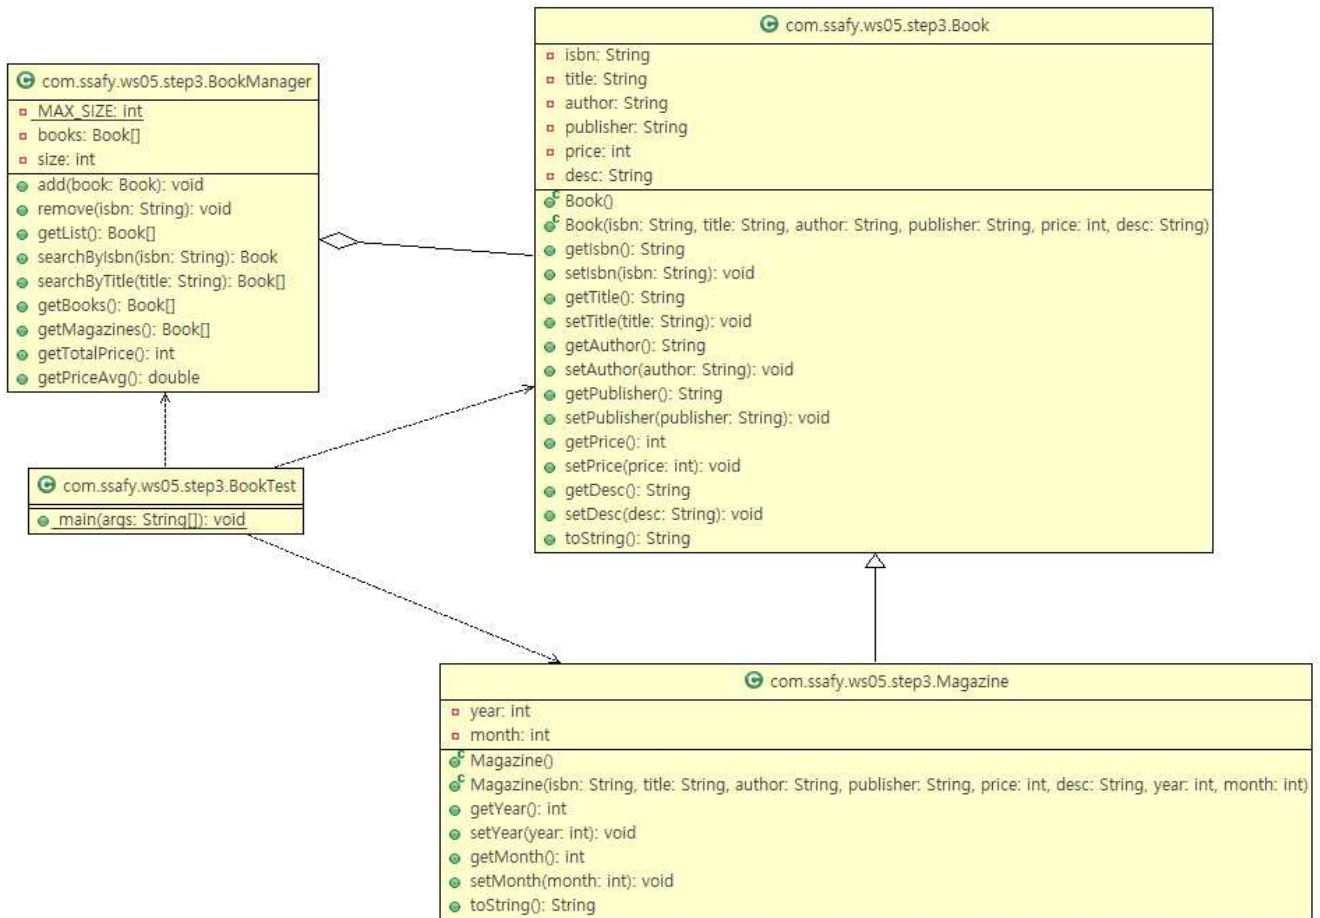 com.ssafy.ws05.step3.BookManager
MAX_SIZE: int
books: Book[]
size: int
add(book: Book): void
remove(isbn: String): void
getList(): Book[]
searchByIsbn(isbn: String): Book
searchByTitle(title: String): Book[]
getBooks(): Book[]
getMagazines(): Book[]
getTotalPrice(): int
getPriceAvg(): double
com.ssafy.ws05.step3.Book
isbn: String
title: String
author: String
publisher: String
price: int
desc: String
Book()
Book(isbn: String, title: String, author: String, publisher: String, price: int, desc: String)
getIsbn(): String
setIsbn(isbn: String): void
getTitle(): String
setTitle(title: String): void
getAuthor(): String
setAuthor(author: String): void
getPublisher(): String
setPublisher(publisher: String): void
getPrice(): int
setPrice(price: int): void
getDesc(): String
setDesc(desc: String): void
toString(): String
com.ssafy.ws05.step3.BookTest
main(args: String[]): void
com.ssafy.ws05.step3.Magazine
year: int
month: int
Magazine()
Magazine(isbn: String, title: String, author: String, publisher: String, price: int, desc: String, year: int, month: int)
getYear(): int
setYear(year: int): void
getMonth(): int
setMonth(month: int): void
toString(): String